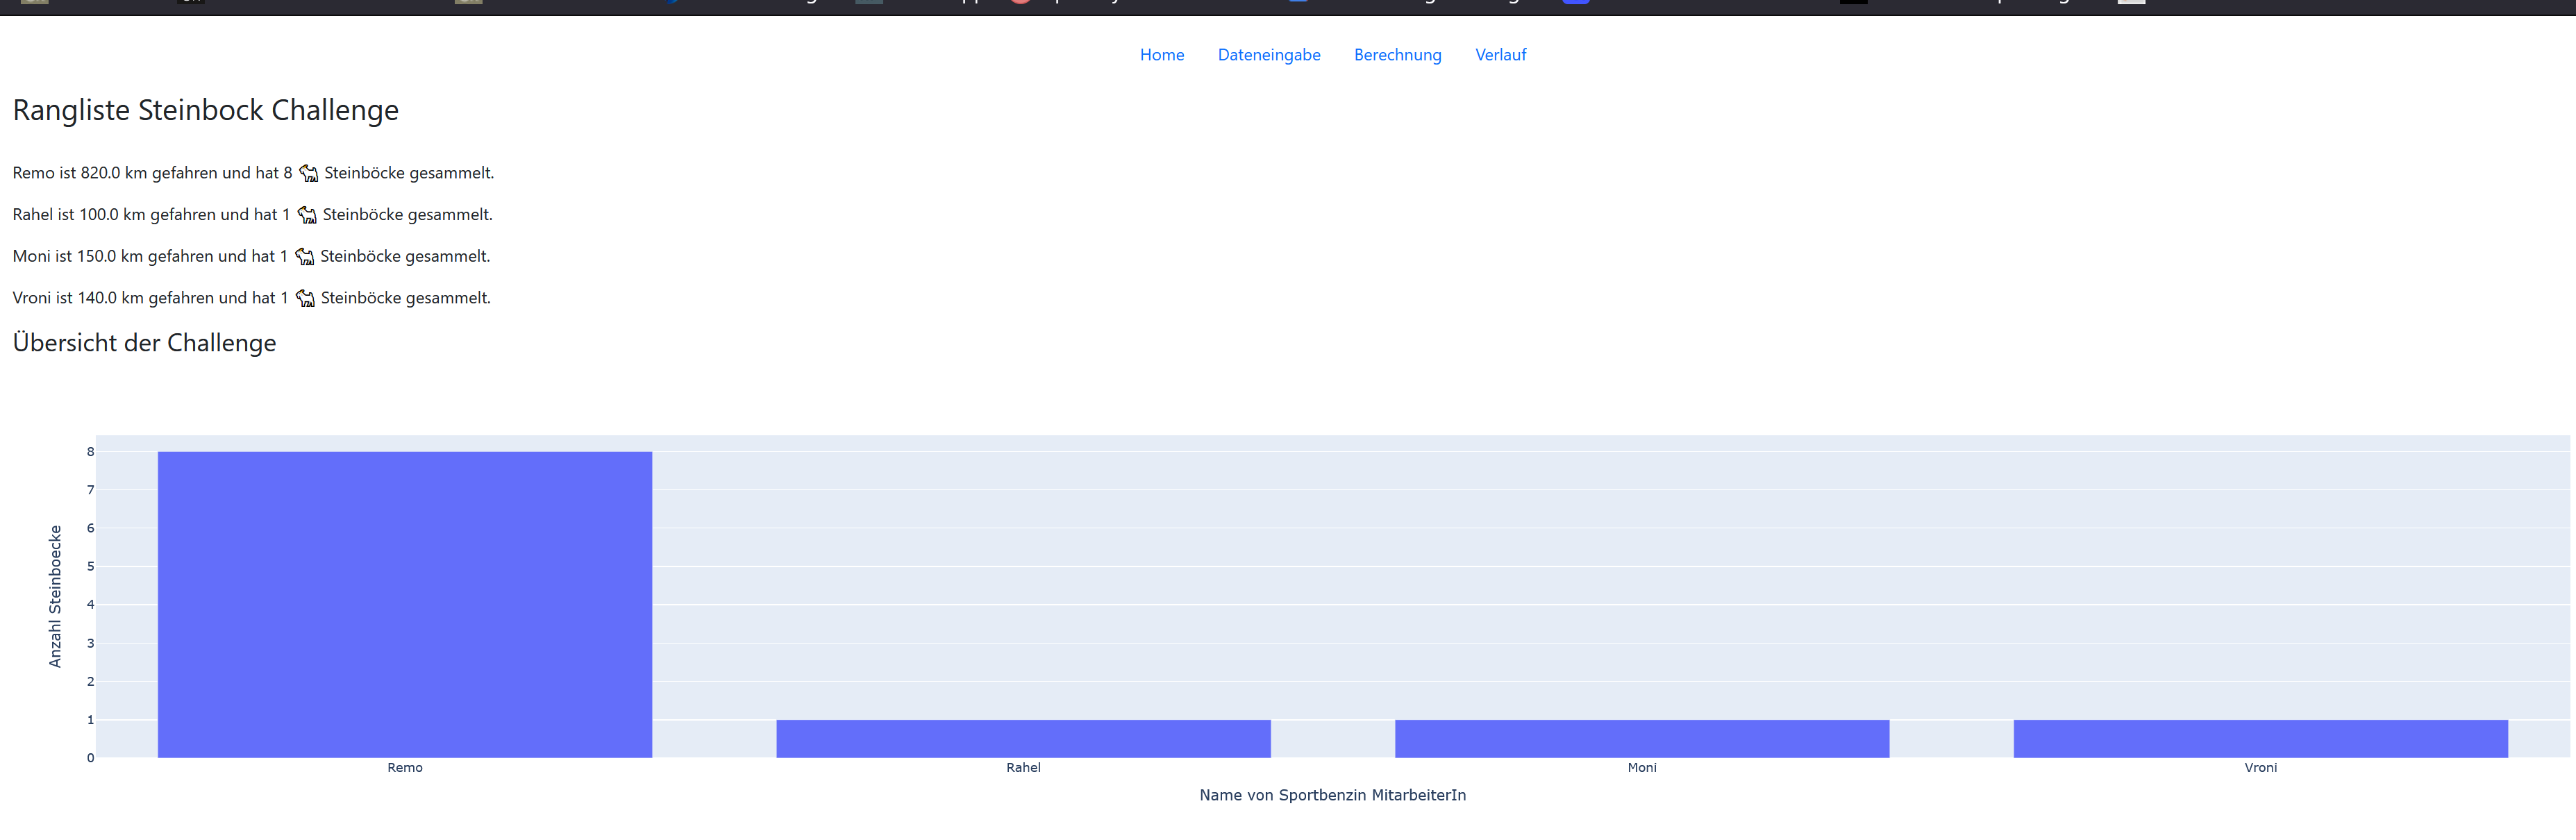 Home Dateneingabe Berechnung Verlauf
Rangliste Steinbock Challenge
Remo ist 820.0 km gefahren und hat 8 🐐 Steinböcke gesammelt.
Rahel ist 100.0 km gefahren und hat 1 🐐 Steinböcke gesammelt.
Moni ist 150.0 km gefahren und hat 1 🐐 Steinböcke gesammelt.
Vroni ist 140.0 km gefahren und hat 1 🐐 Steinböcke gesammelt.
Übersicht der Challenge
Anzahl Steinboecke
8
7
6
5
4
3
2
1
0
Remo Rahel Moni Vroni
Name von Sportbenzin MitarbeiterIn